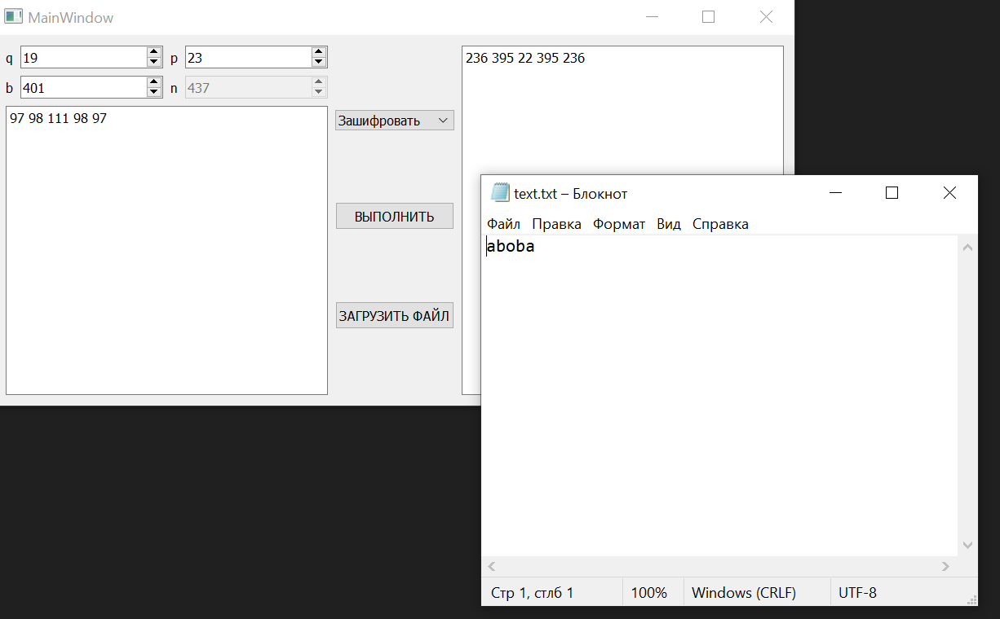 MainWindow
q 19 p 23
b 401 n 437
97 98 111 98 97
Зашифровать
ВЫПОЛНИТЬ
ЗАГРУЗИТЬ ФАЙЛ
236 395 22 395 236
text.txt – Блокнот
Файл Правка Формат Вид Справка
aboba
Стр 1, стлб 1 100% Windows (CRLF) UTF-8